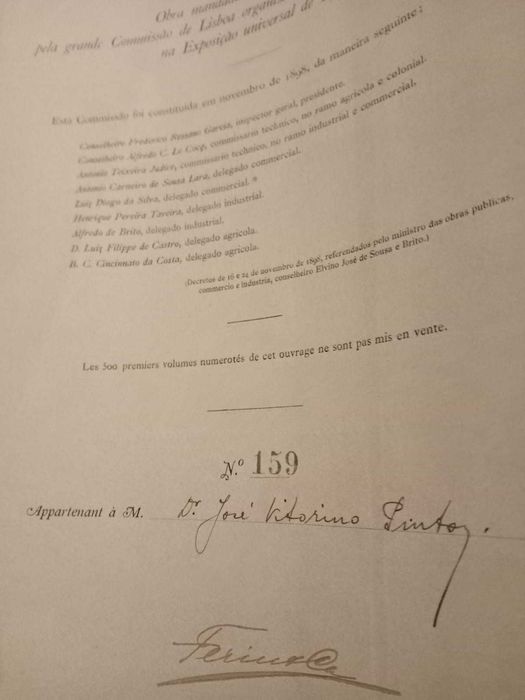 Obra mandada
pela grande Commissão de Lisboa
na Exposição universal de
Esta Commissão foi constituida em novembro de 1898, da maneira seguinte:
Conselheiro Frederico Ressano Garcia, inspector geral, presidente.
Conselheiro Alfredo C. Le Cocq, commissario technico, no ramo agricola e colonial.
Antonio Teixeira Judice, commissario technico, no ramo industrial e commercial.
Antonio Carneiro de Sousa Lara, delegado commercial.
Luiz Diogo da Silva, delegado commercial.
Henrique Pereira Taveira, delegado industrial.
Alfredo de Brito, delegado industrial.
D. Luiz Filippe de Castro, delegado agricola.
B. C. Cincinnato da Costa, delegado agricola.
(Decretos de 16 e 24 de novembro de 1898, referendados pelo ministro das obras publicas,
commercio e industria, conselheiro Elvino José de Sousa e Brito.)
Les 500 premiers volumes numerotés de cet ouvrage ne sont pas mis en vente.
N.º 159
Appartenant à M. Dr José Vitorino Pinto.